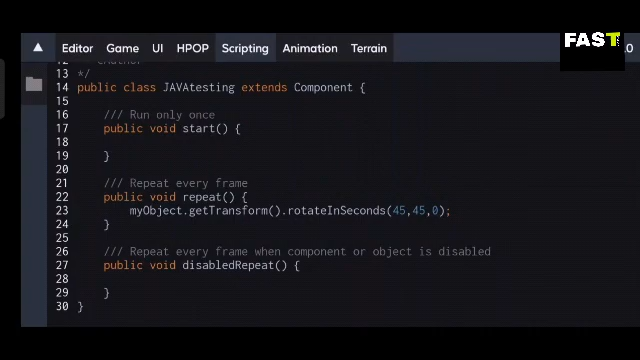 ▲ Editor Game UI HPOP Scripting Animation Terrain .0
FAST
13 */
14 public class JAVAtesting extends Component {
15
16 /// Run only once
17 public void start() {
18
19 }
20
21 /// Repeat every frame
22 public void repeat() {
23 myObject.getTransform().rotateInSeconds(45,45,0);
24 }
25
26 /// Repeat every frame when component or object is disabled
27 public void disabledRepeat() {
28
29 }
30 }